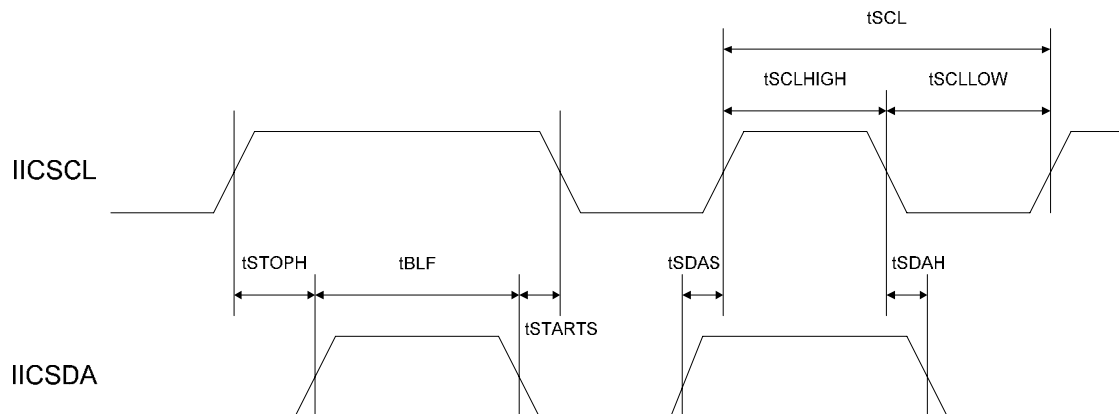 tSCL
tSCLHIGH
tSCLLOW
IICSCL
tSTOPH
tBLF
tSDAS
tSDAH
tSTARTS
IICSDA